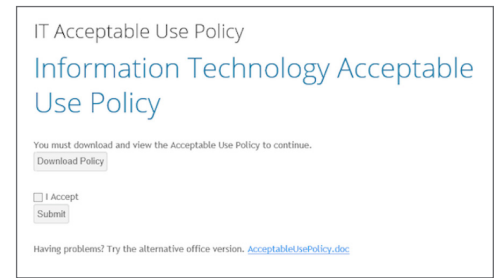 IT Acceptable Use Policy
Information Technology Acceptable
Use Policy
You must download and view the Acceptable Use Policy to continue.
Download Policy
I Accept
Submit
Having problems? Try the alternative office version. AcceptableUsePolicy.doc